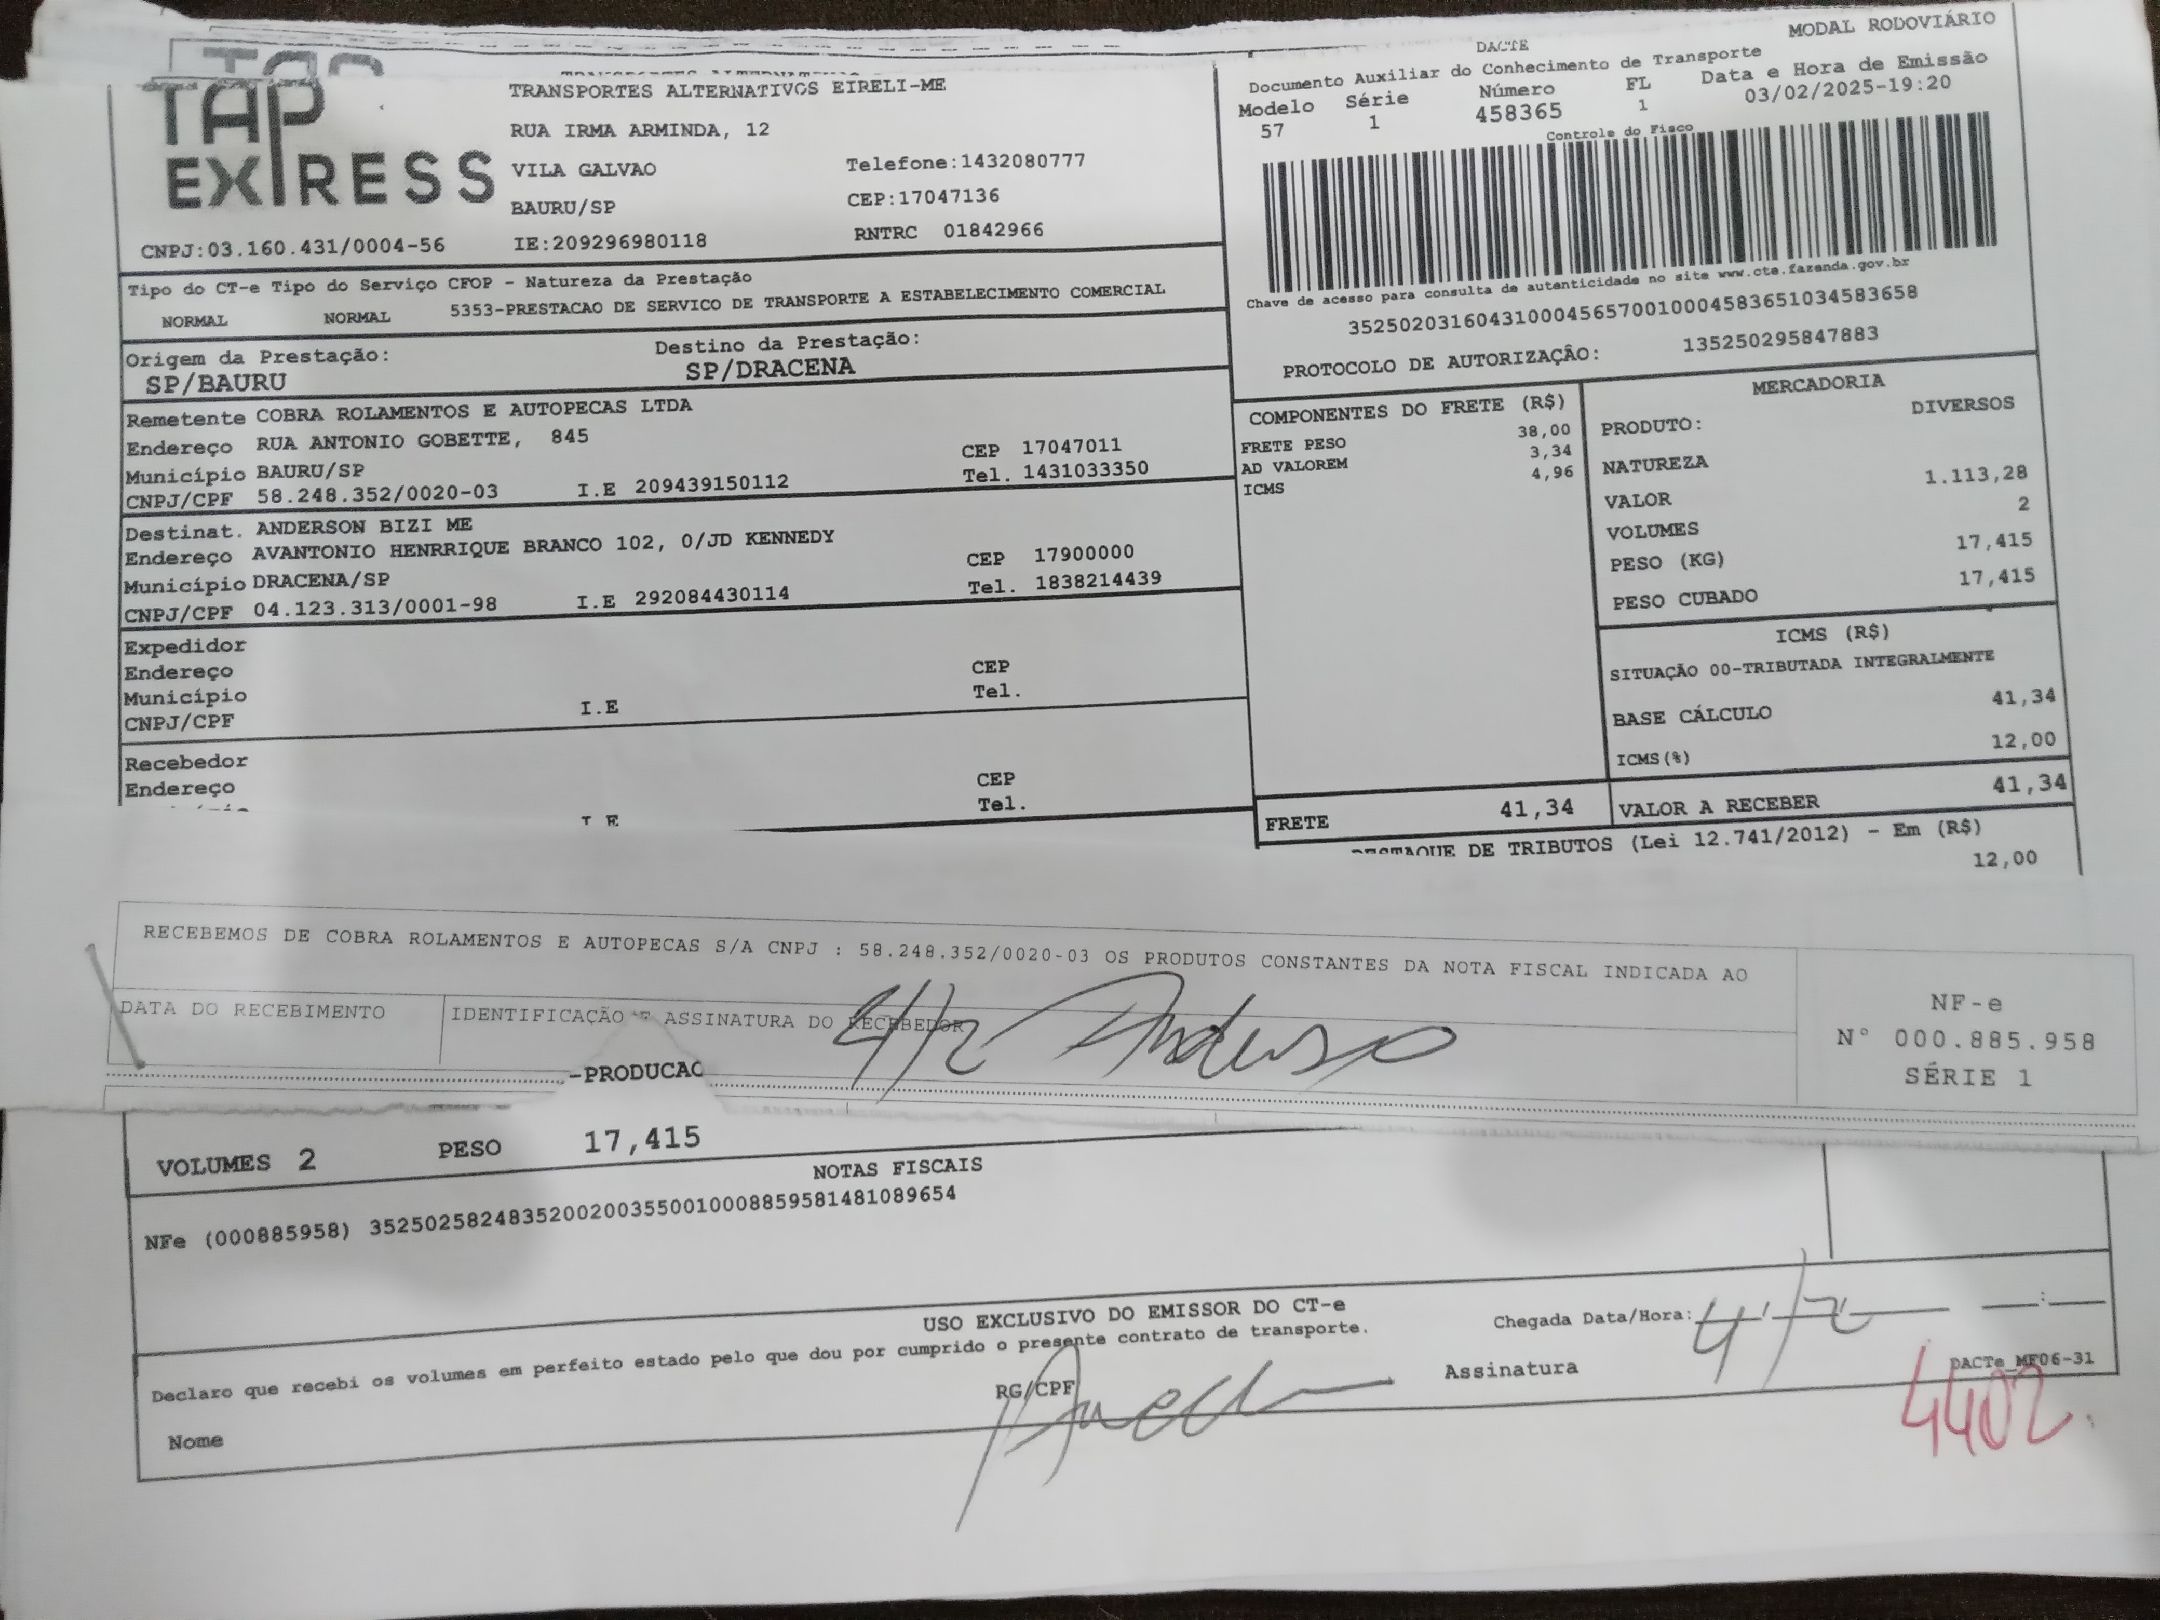 TAP EXPRESS
TRANSPORTES ALTERNATIVOS EIRELI-ME
RUA IRMA ARMINDA, 12
VILA GALVAO Telefone:1432080777
BAURU/SP CEP:17047136
CNPJ:03.160.431/0004-56 IE:209296980118 RNTRC 01842966
MODAL RODOVIÁRIO
DACTE
Documento Auxiliar do Conhecimento de Transporte
Modelo Série Número FL Data e Hora de Emissão
57 1 458365 1 03/02/2025-19:20
Controle do Fisco
Chave de acesso para consulta de autenticidade no site www.cte.fazenda.gov.br
35250203160431000456570010004583651034583658
PROTOCOLO DE AUTORIZAÇÃO: 135250295847883
Tipo do CT-e Tipo do Serviço CFOP - Natureza da Prestação
NORMAL NORMAL 5353-PRESTACAO DE SERVICO DE TRANSPORTE A ESTABELECIMENTO COMERCIAL
Origem da Prestação: Destino da Prestação:
SP/BAURU SP/DRACENA
Remetente COBRA ROLAMENTOS E AUTOPECAS LTDA
Endereço RUA ANTONIO GOBETTE, 845 CEP 17047011
Município BAURU/SP Tel. 1431033350
CNPJ/CPF 58.248.352/0020-03 I.E 209439150112
Destinat. ANDERSON BIZI ME
Endereço AVANTONIO HENRRIQUE BRANCO 102, 0/JD KENNEDY CEP 17900000
Município DRACENA/SP Tel. 1838214439
CNPJ/CPF 04.123.313/0001-98 I.E 292084430114
Expedidor
Endereço CEP
Município Tel.
CNPJ/CPF I.E
Recebedor
Endereço CEP
Tel.
I E
COMPONENTES DO FRETE (R$)
FRETE PESO 38,00
AD VALOREM 3,34
ICMS 4,96
FRETE 41,34
MERCADORIA
PRODUTO: DIVERSOS
NATUREZA
VALOR 1.113,28
VOLUMES 2
PESO (KG) 17,415
PESO CUBADO 17,415
ICMS (R$)
SITUAÇÃO 00-TRIBUTADA INTEGRALMENTE
BASE CÁLCULO 41,34
ICMS(%) 12,00
VALOR A RECEBER 41,34
DESTAQUE DE TRIBUTOS (Lei 12.741/2012) - Em (R$)
12,00
RECEBEMOS DE COBRA ROLAMENTOS E AUTOPECAS S/A CNPJ : 58.248.352/0020-03 OS PRODUTOS CONSTANTES DA NOTA FISCAL INDICADA AO
DATA DO RECEBIMENTO IDENTIFICAÇÃO E ASSINATURA DO RECEBEDOR
4/2 Anderso
NF-e
N° 000.885.958
SÉRIE 1
-PRODUCAO
VOLUMES 2 PESO 17,415
NOTAS FISCAIS
NFe (000885958) 35250258248352002003550010008859581481089654
USO EXCLUSIVO DO EMISSOR DO CT-e
Declaro que recebi os volumes em perfeito estado pelo que dou por cumprido o presente contrato de transporte.
Chegada Data/Hora: 4/2 :
Nome RG/CPF Assinatura
DACTe_MF06-31
4402